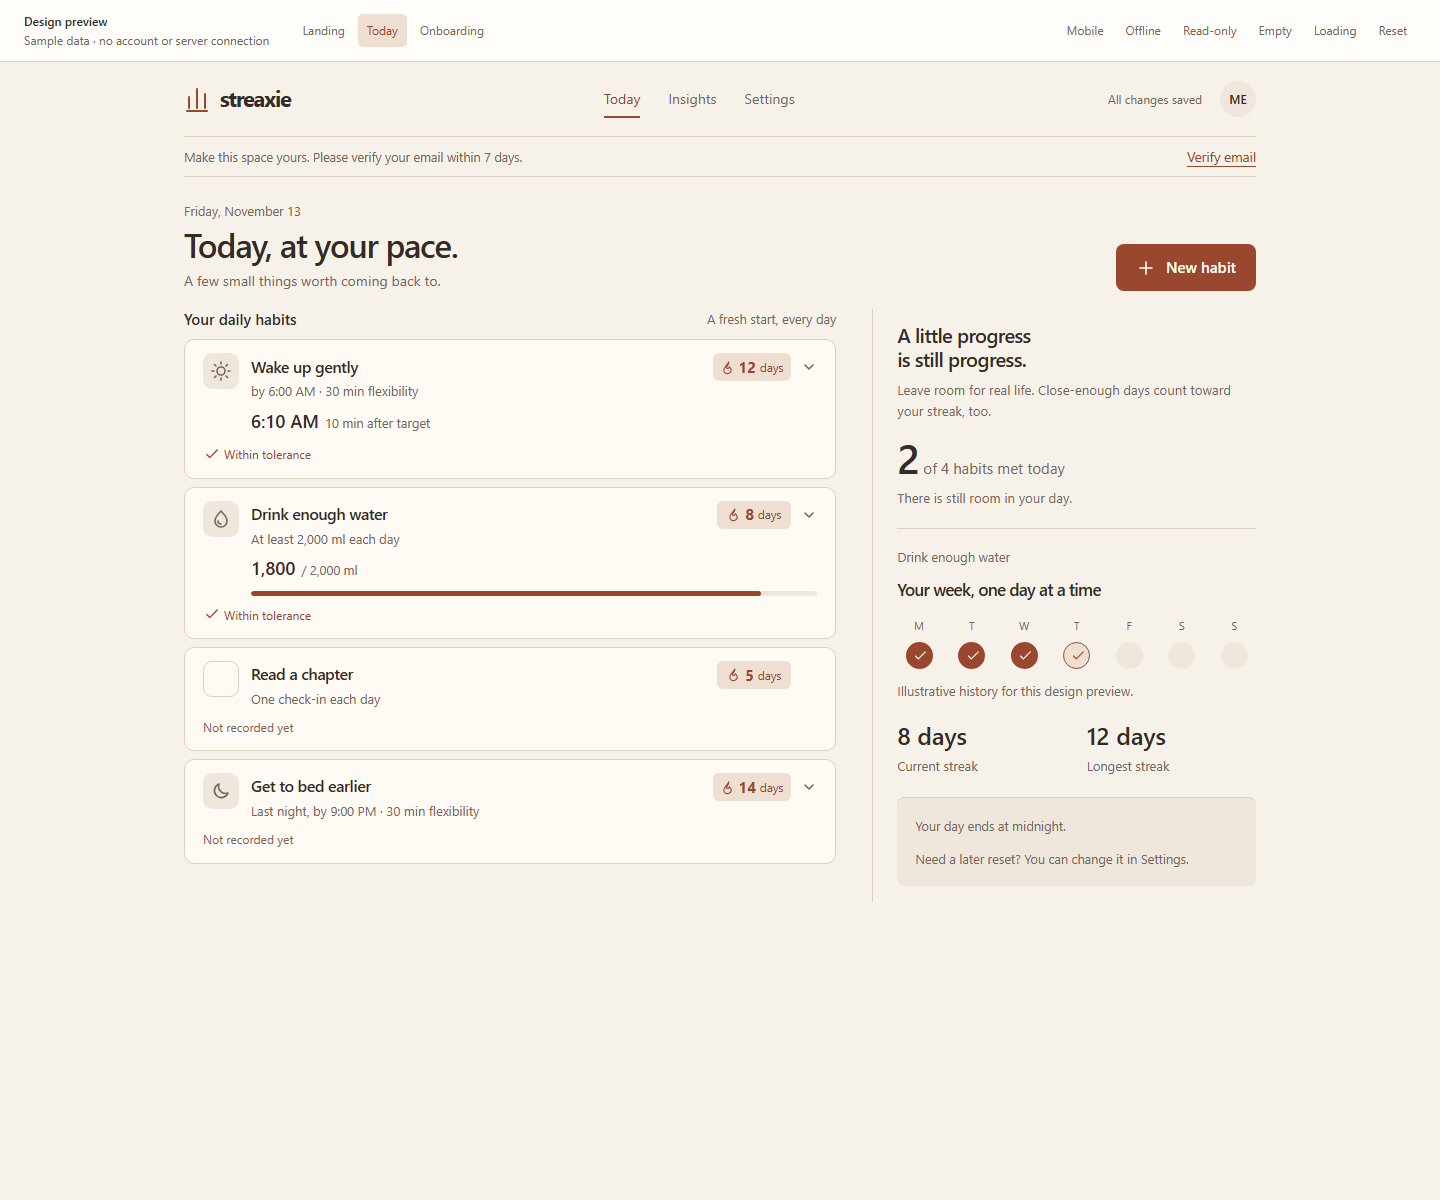 Design preview
Sample data · no account or server connection
Landing
Today
Onboarding
Mobile
Offline
Read-only
Empty
Loading
Reset
streaxie
Today
Insights
Settings
All changes saved
ME
Make this space yours. Please verify your email within 7 days.
Verify email
Friday, November 13
Today, at your pace.
A few small things worth coming back to.
New habit
Your daily habits
A fresh start, every day
Wake up gently
12 days
by 6:00 AM · 30 min flexibility
6:10 AM 10 min after target
Within tolerance
Drink enough water
8 days
At least 2,000 ml each day
1,800 / 2,000 ml
Within tolerance
Read a chapter
5 days
One check-in each day
Not recorded yet
Get to bed earlier
14 days
Last night, by 9:00 PM · 30 min flexibility
Not recorded yet
A little progress
is still progress.
Leave room for real life. Close-enough days count toward
your streak, too.
2 of 4 habits met today
There is still room in your day.
Drink enough water
Your week, one day at a time
M T W T F S S
Illustrative history for this design preview.
8 days
Current streak
12 days
Longest streak
Your day ends at midnight.
Need a later reset? You can change it in Settings.